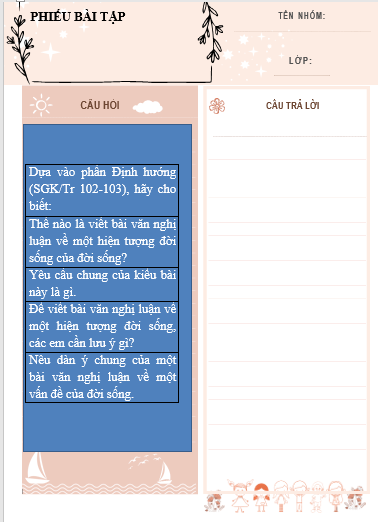 PHIẾU BÀI TẬP
TÊN NHÓM:
LỚP:
CÂU HỎI
Dựa vào phần Định hướng
(SGK/Tr 102-103), hãy cho
biết:
Thế nào là viết bài văn nghị
luận về một hiện tượng đời
sống của đời sống?
Yêu cầu chung của kiểu bài
này là gì.
Để viết bài văn nghị luận về
một hiện tượng đời sống,
các em cần lưu ý gì?
Nêu dàn ý chung của một
bài văn nghị luận về một
vấn đề của đời sống.
CÂU TRẢ LỜI